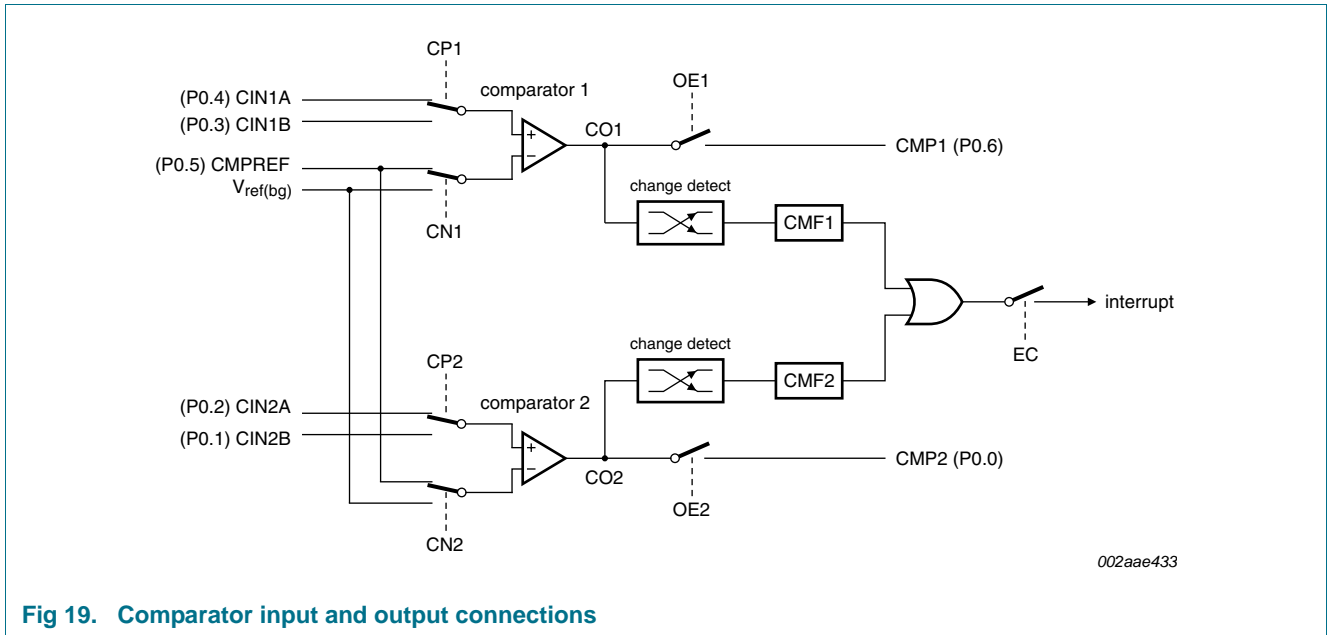 CP1
comparator 1
OE1
(P0.4) CIN1A
(P0.3) CIN1B
+
−
CO1
CMP1 (P0.6)
(P0.5) CMPREF
Vref(bg)
CN1
change detect
CMF1
interrupt
EC
change detect
CMF2
CP2
comparator 2
(P0.2) CIN2A
(P0.1) CIN2B
+
−
CO2
CMP2 (P0.0)
OE2
CN2
002aae433
Fig 19. Comparator input and output connections